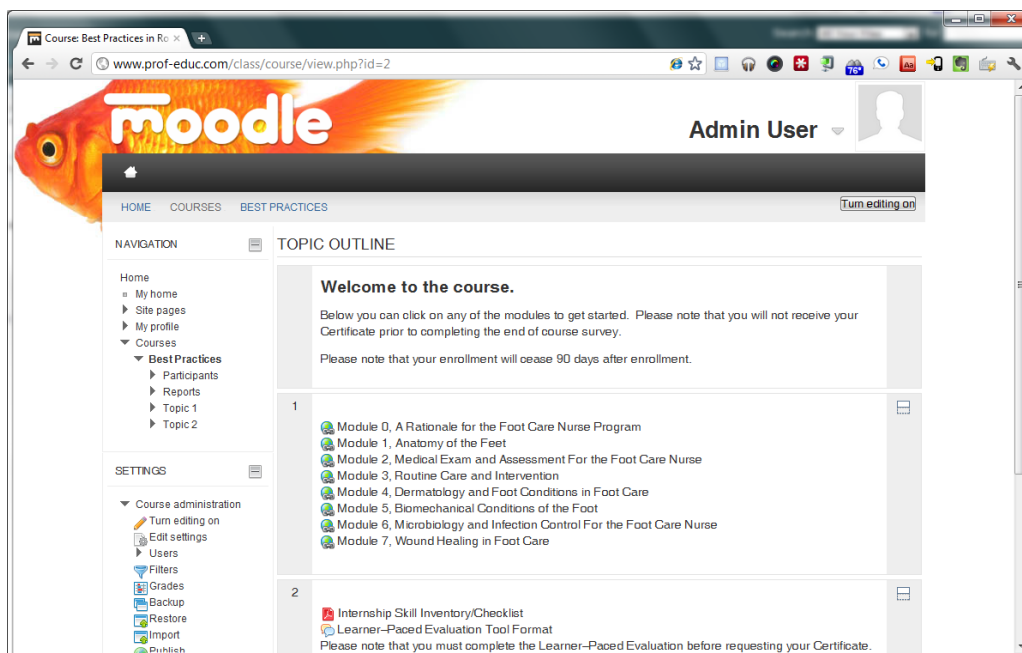 Course: Best Practices in Ro
www.prof-educ.com/class/course/view.php?id=2
76°
moodle
Admin User
HOME COURSES BEST PRACTICES
Turn editing on
NAVIGATION
Home
My home
Site pages
My profile
Courses
Best Practices
Participants
Reports
Topic 1
Topic 2
SETTINGS
Course administration
Turn editing on
Edit settings
Users
Filters
Grades
Backup
Restore
Import
Publish
TOPIC OUTLINE
Welcome to the course.
Below you can click on any of the modules to get started. Please note that you will not receive your
Certificate prior to completing the end of course survey.
Please note that your enrollment will cease 90 days after enrollment.
1
Module 0, A Rationale for the Foot Care Nurse Program
Module 1, Anatomy of the Feet
Module 2, Medical Exam and Assessment For the Foot Care Nurse
Module 3, Routine Care and Intervention
Module 4, Dermatology and Foot Conditions in Foot Care
Module 5, Biomechanical Conditions of the Foot
Module 6, Microbiology and Infection Control For the Foot Care Nurse
Module 7, Wound Healing in Foot Care
2
Internship Skill Inventory/Checklist
Learner–Paced Evaluation Tool Format
Please note that you must complete the Learner–Paced Evaluation before requesting your Certificate.